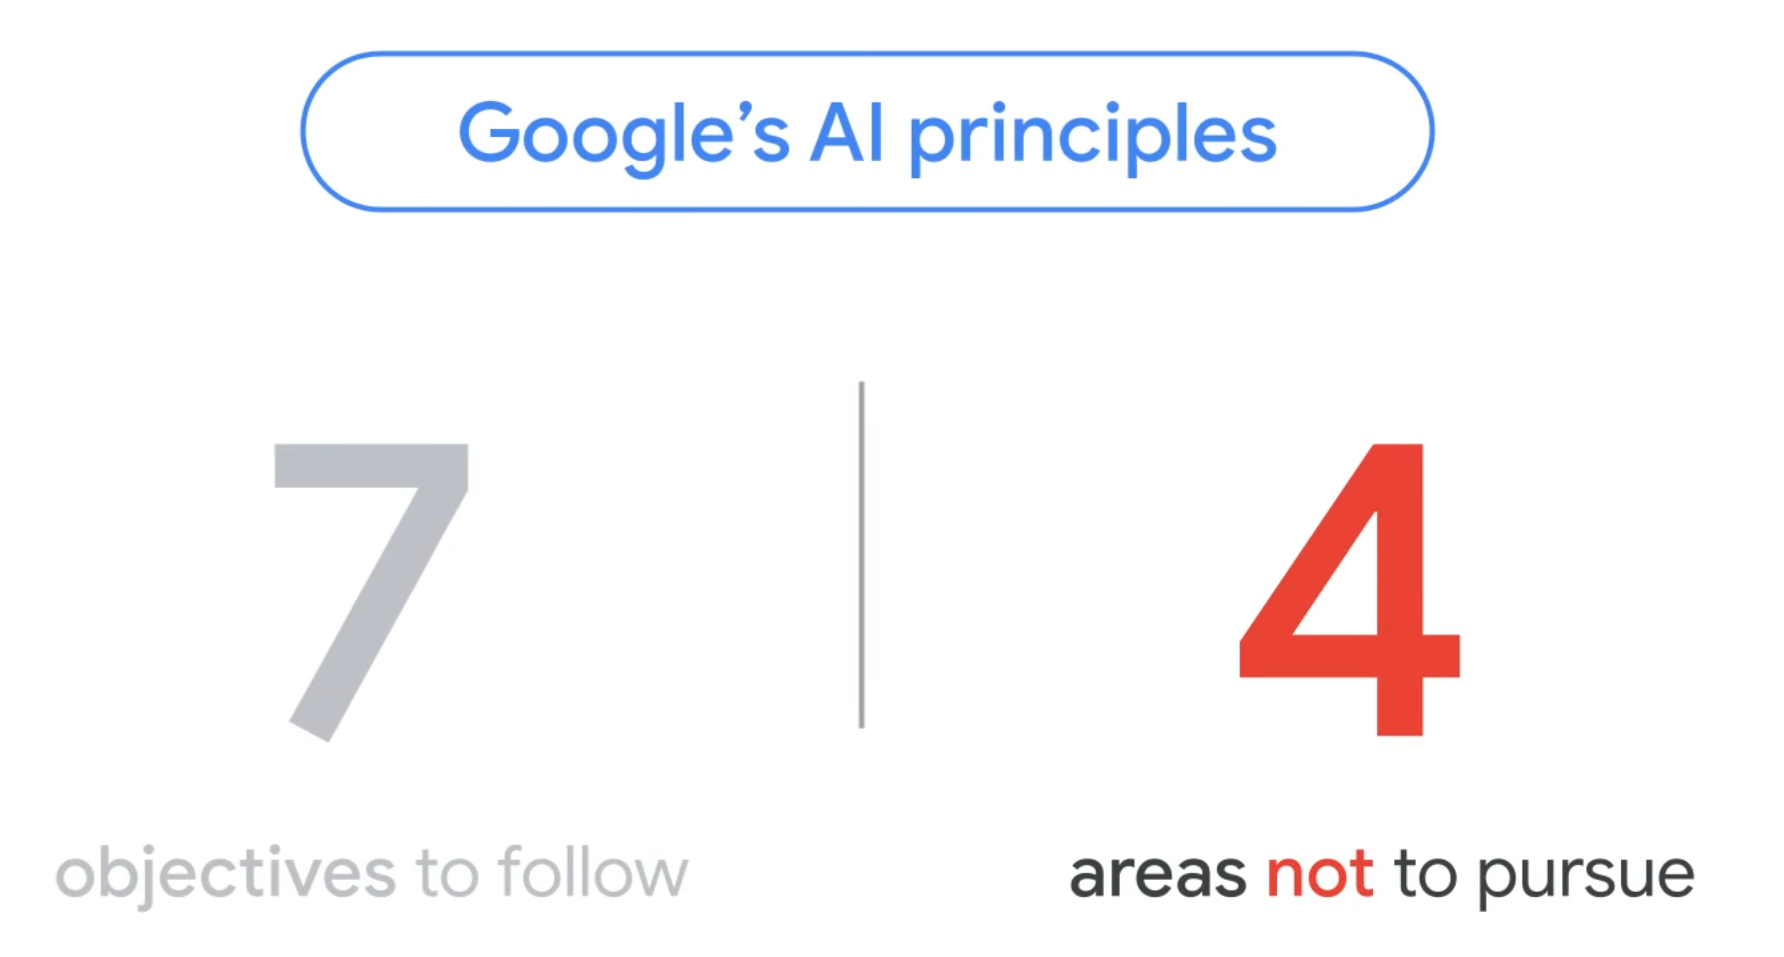 Google’s AI principles
7
objectives to follow
4
areas not to pursue